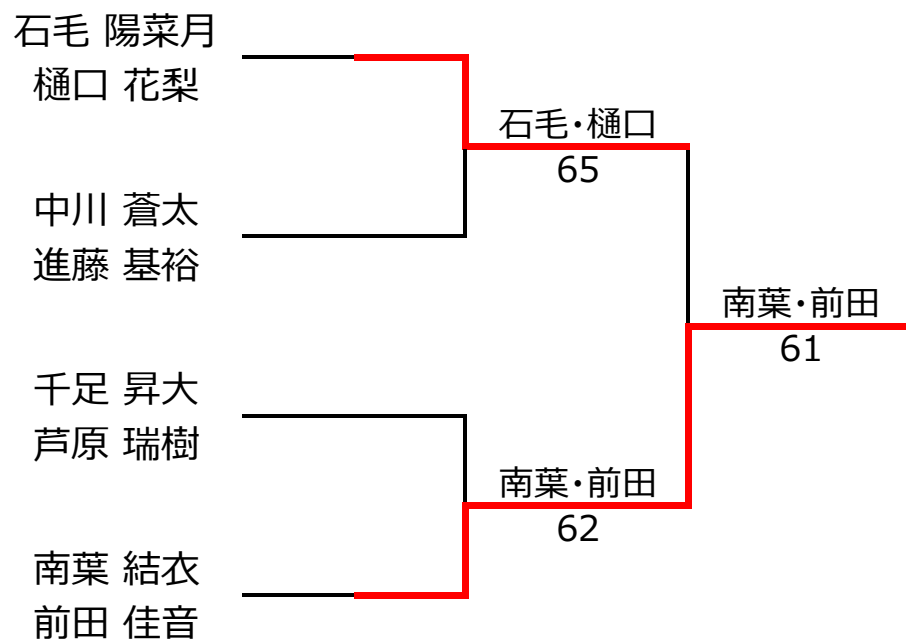 石毛 陽菜月
樋口 花梨
石毛・樋口
65
中川 蒼太
進藤 基裕
南葉・前田
61
千足 昇大
芦原 瑞樹
南葉・前田
62
南葉 結衣
前田 佳音